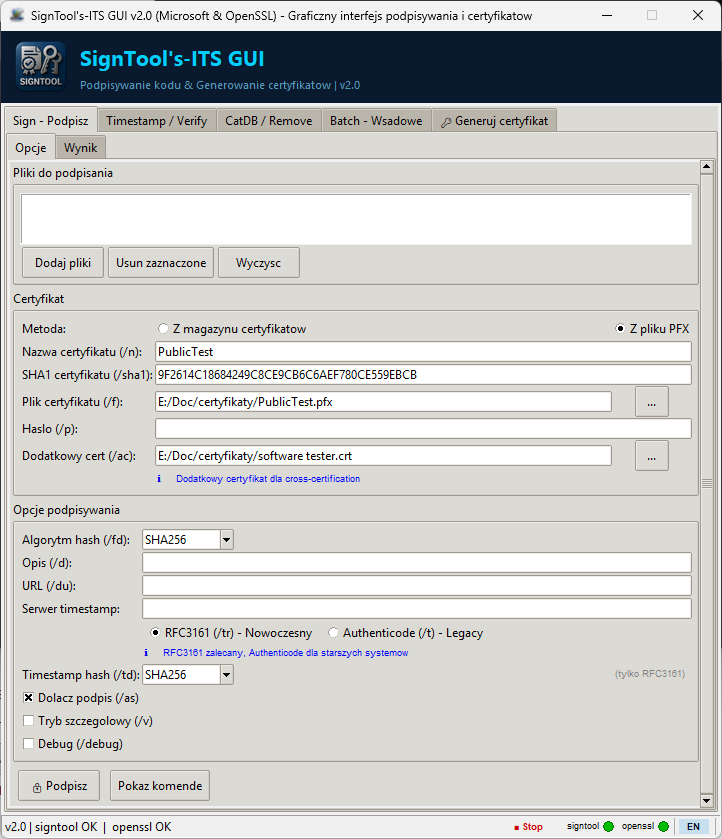 SignTool's-ITS GUI v2.0 (Microsoft & OpenSSL) - Graficzny interfejs podpisywania i certyfikatow
SIGNTOOL
SignTool's-ITS GUI
Podpisywanie kodu & Generowanie certyfikatow | v2.0
Sign - Podpisz Timestamp / Verify CatDB / Remove Batch - Wsadowe Generuj certyfikat
Opcje Wynik
Pliki do podpisania
Dodaj pliki Usun zaznaczone Wyczysc
Certyfikat
Metoda: Z magazynu certyfikatow Z pliku PFX
Nazwa certyfikatu (/n): PublicTest
SHA1 certyfikatu (/sha1): 9F2614C18684249C8CE9CB6C6AEF780CE559EBCB
Plik certyfikatu (/f): E:/Doc/certyfikaty/PublicTest.pfx ...
Haslo (/p):
Dodatkowy cert (/ac): E:/Doc/certyfikaty/software tester.crt ...
i Dodatkowy certyfikat dla cross-certification
Opcje podpisywania
Algorytm hash (/fd): SHA256
Opis (/d):
URL (/du):
Serwer timestamp:
RFC3161 (/tr) - Nowoczesny Authenticode (/t) - Legacy
i RFC3161 zalecany, Authenticode dla starszych systemow
Timestamp hash (/td): SHA256 (tylko RFC3161)
Dolacz podpis (/as)
Tryb szczegolowy (/v)
Debug (/debug)
Podpisz Pokaz komende
v2.0 | signtool OK | openssl OK Stop signtool openssl EN